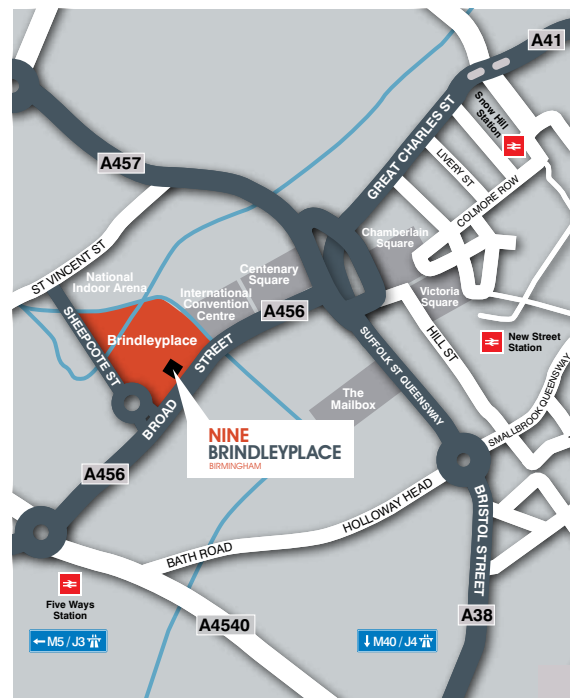 A41
Snow Hill
Station
GREAT CHARLES ST
LIVERY ST
COLMORE ROW
A457
Chamberlain
Square
ST VINCENT ST
National
Indoor Arena
Centenary
Square
International
Convention
Centre
Victoria
Square
A456
SHEEPCOTE ST
Brindleyplace
BROAD STREET
SUFFOLK ST QUEENSWAY
HILL ST
New Street
Station
The
Mailbox
SMALLBROOK QUEENSWAY
NINE
BRINDLEYPLACE
BIRMINGHAM
A456
HOLLOWAY HEAD
BATH ROAD
BRISTOL STREET
Five Ways
Station
A4540
A38
M5 / J3
M40 / J4